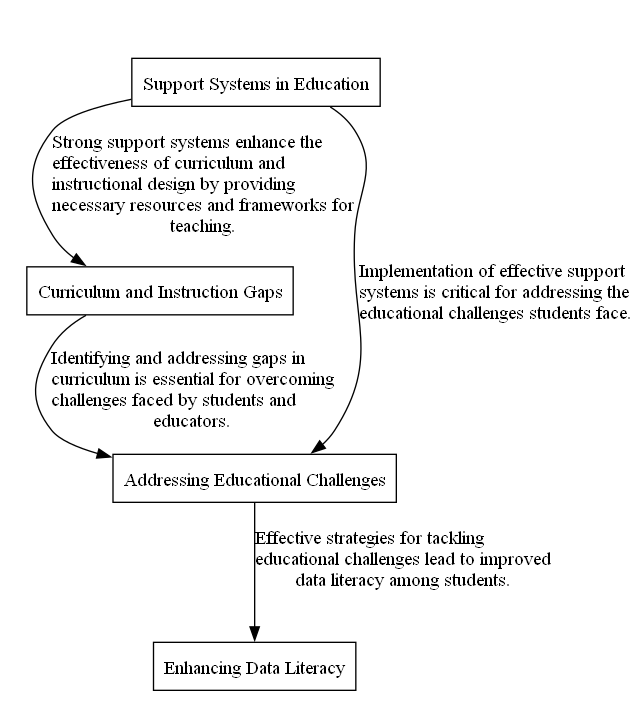 Support Systems in Education
Strong support systems enhance the
effectiveness of curriculum and
instructional design by providing
necessary resources and frameworks for
teaching.
Implementation of effective support
systems is critical for addressing the
educational challenges students face.
Curriculum and Instruction Gaps
Identifying and addressing gaps in
curriculum is essential for overcoming
challenges faced by students and
educators.
Addressing Educational Challenges
Effective strategies for tackling
educational challenges lead to improved
data literacy among students.
Enhancing Data Literacy